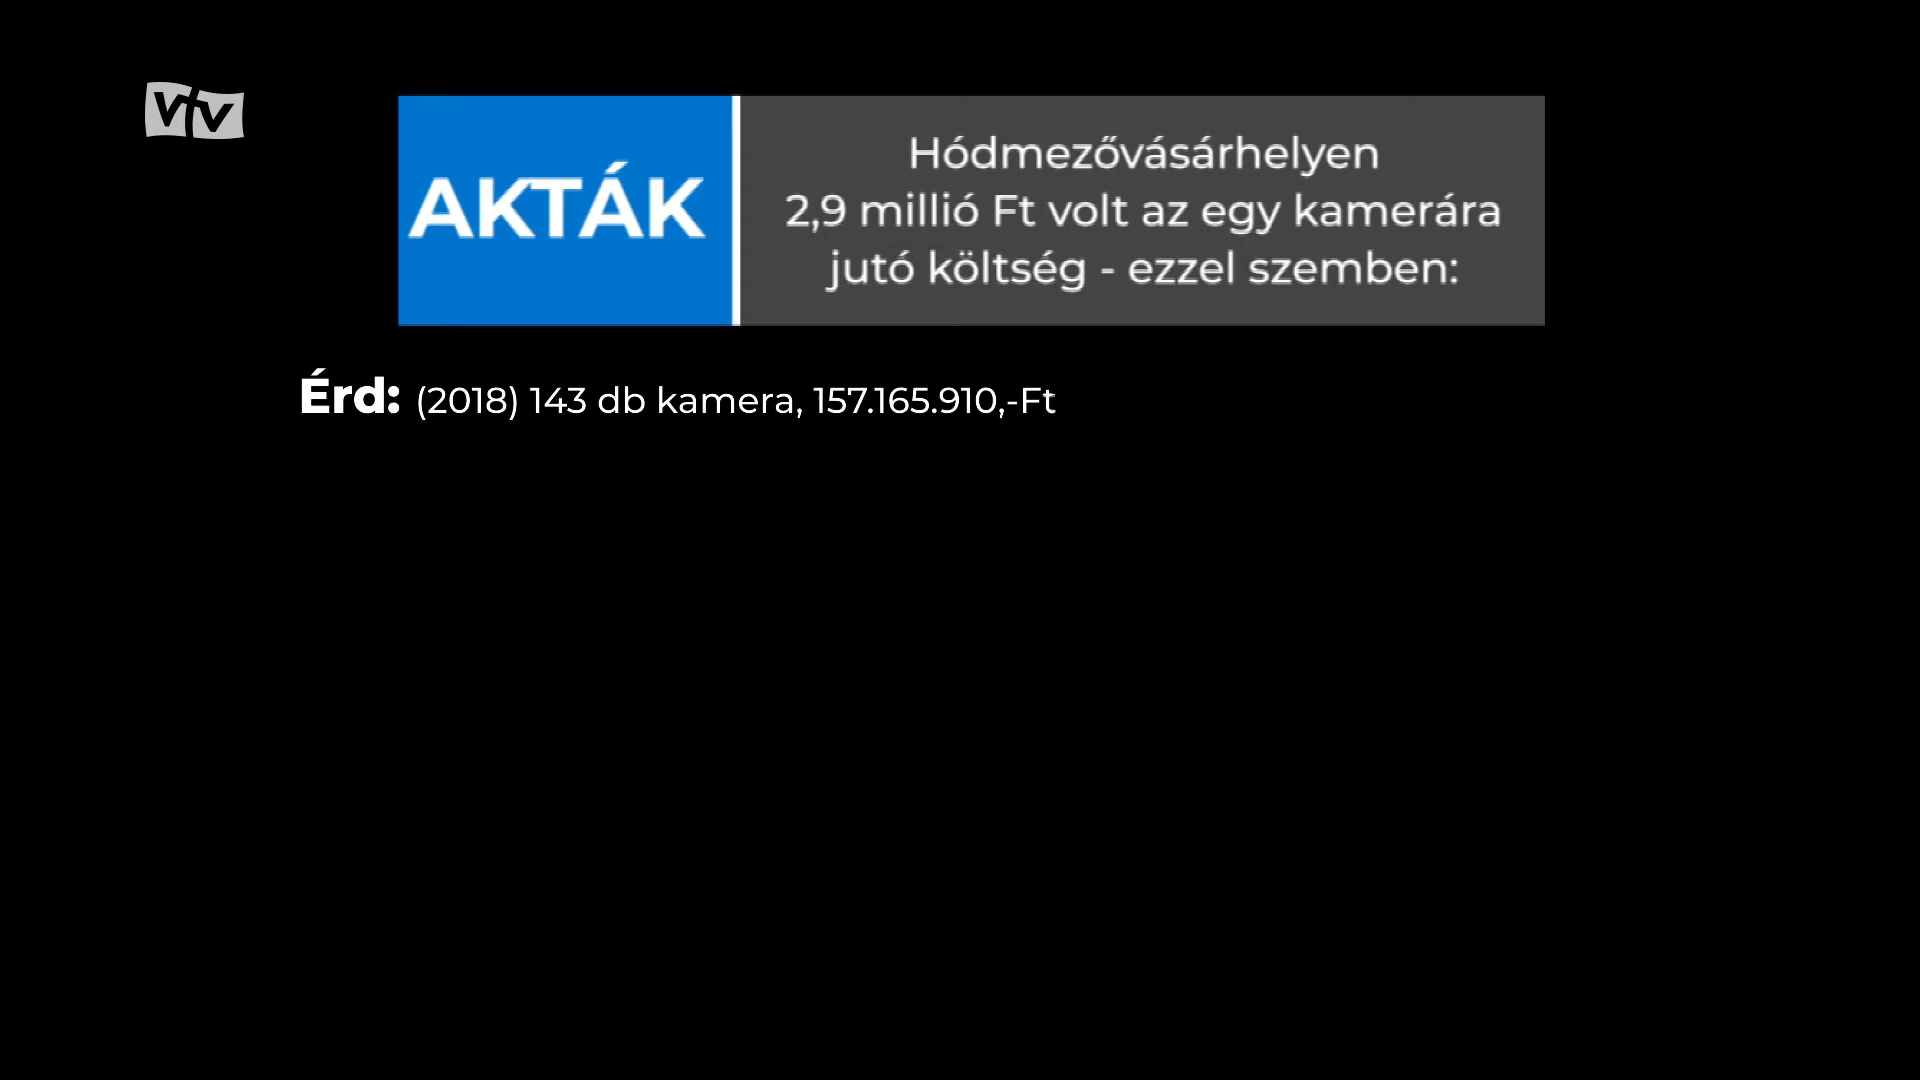 VTV
AKTÁK
Hódmezővásárhelyen
2,9 millió Ft volt az egy kamerára
jutó költség - ezzel szemben:
Érd: (2018) 143 db kamera, 157.165.910,-Ft